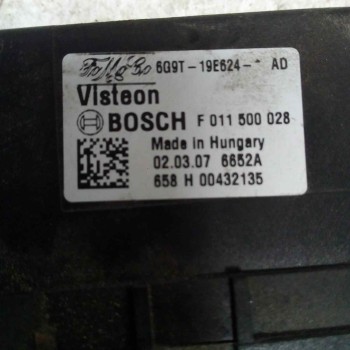 6G9T-19E624-* AD
Visteon
BOSCH F 011 500 028
Made in Hungary
02.03.07 6652A
658 H 00432135